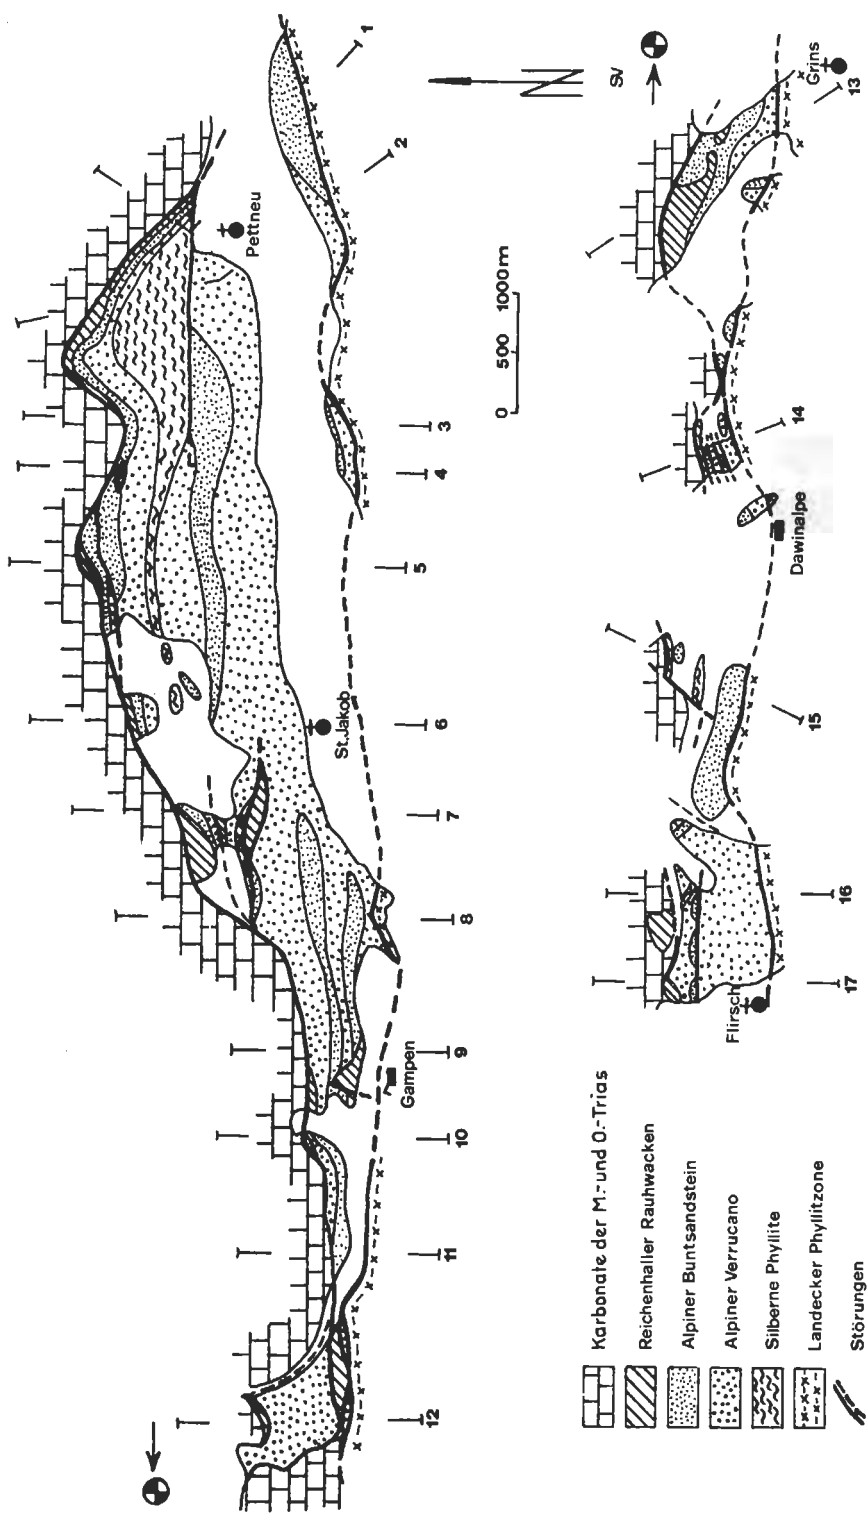 Pettneu
St.Jakob
Gampen
12
11
10
9
8
7
6
5
4
3
2
1
0 500 1000m
N
SV
Karbonate der M.- und O.-Trias
Reichenhaller Rauhwacken
Alpiner Buntsandstein
Alpiner Verrucano
Silberne Phyllite
Landecker Phyllitzone
Störungen
Flirsch
Dawinalpe
Grins
17
16
15
14
13